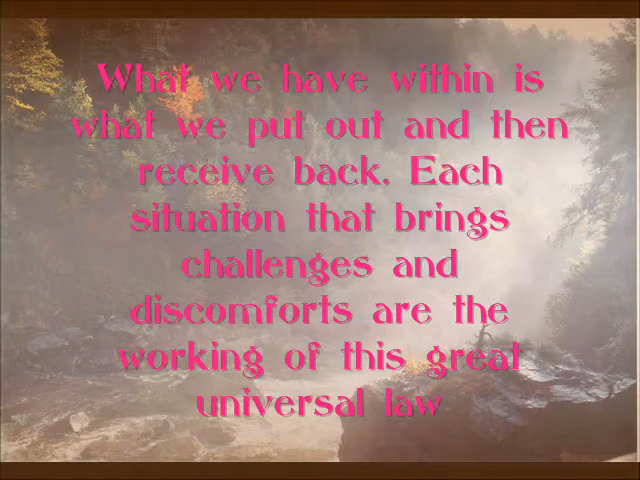 What we have within is
what we put out and then
receive back. Each
situation that brings
challenges and
discomforts are the
working of this great
universal law